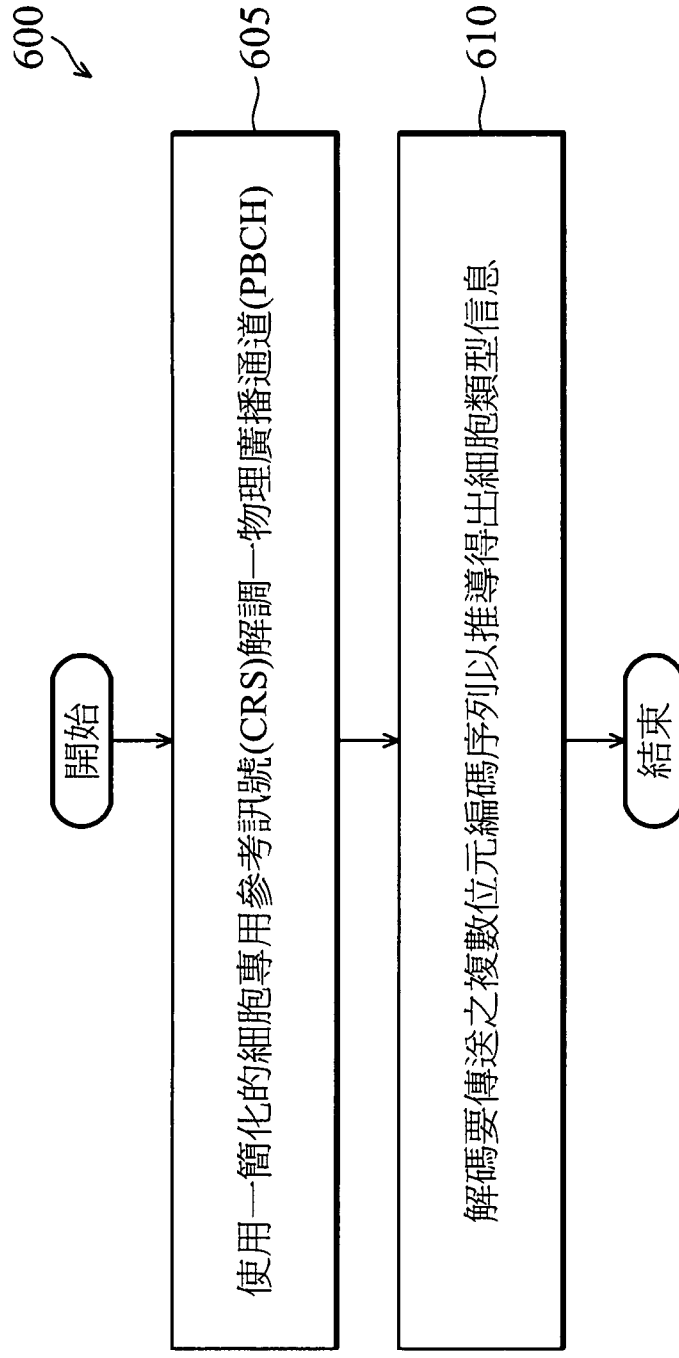 600
開始
使用一簡化的細胞專用參考訊號(CRS)解調一物理廣播通道(PBCH)
605
解碼要傳送之複數位元編碼序列以推導得出細胞類型信息
610
結束